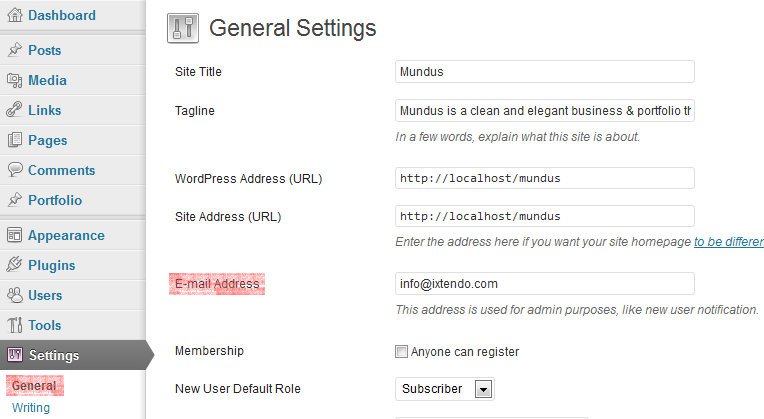 Dashboard
Posts
Media
Links
Pages
Comments
Portfolio
Appearance
Plugins
Users
Tools
Settings
General
Writing
General Settings
Site Title
Mundus
Tagline
Mundus is a clean and elegant business & portfolio th
In a few words, explain what this site is about.
WordPress Address (URL)
http://localhost/mundus
Site Address (URL)
http://localhost/mundus
Enter the address here if you want your site homepage to be differen
E-mail Address
info@ixtendo.com
This address is used for admin purposes, like new user notification.
Membership
Anyone can register
New User Default Role
Subscriber